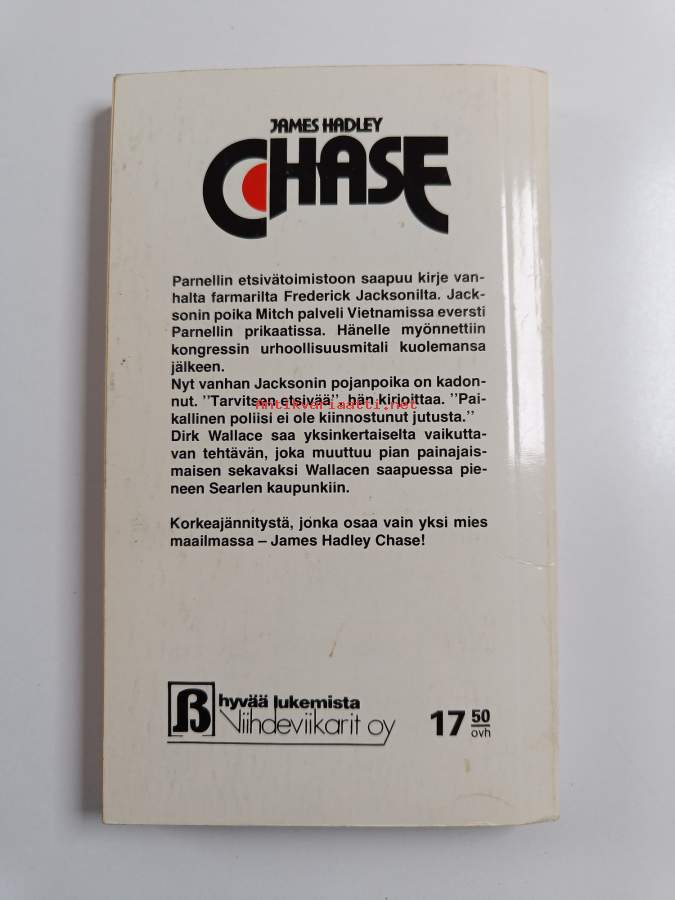 JAMES HADLEY
CHASE
Parnellin etsivätoimistoon saapuu kirje van-
halta farmarilta Frederick Jacksonilta. Jack-
sonin poika Mitch palveli Vietnamissa eversti
Parnellin prikaatissa. Hänelle myönnettiin
kongressin urhoollisuusmitali kuolemansa
jälkeen.
Nyt vanhan Jacksonin pojanpoika on kadon-
nut. ”Tarvitsen etsivää”, hän kirjoittaa. ”Pai-
Antikvariaatti.net
kallinen poliisi ei ole kiinnostunut jutusta.”
Dirk Wallace saa yksinkertaiselta vaikutta-
van tehtävän, joka muuttuu pian painajais-
maisen sekavaksi Wallacen saapuessa pie-
neen Searlen kaupunkiin.
Korkeajännitystä, jonka osaa vain yksi mies
maailmassa – James Hadley Chase!
hyvää lukemista
Viihdeviikarit oy
17 50
ovh